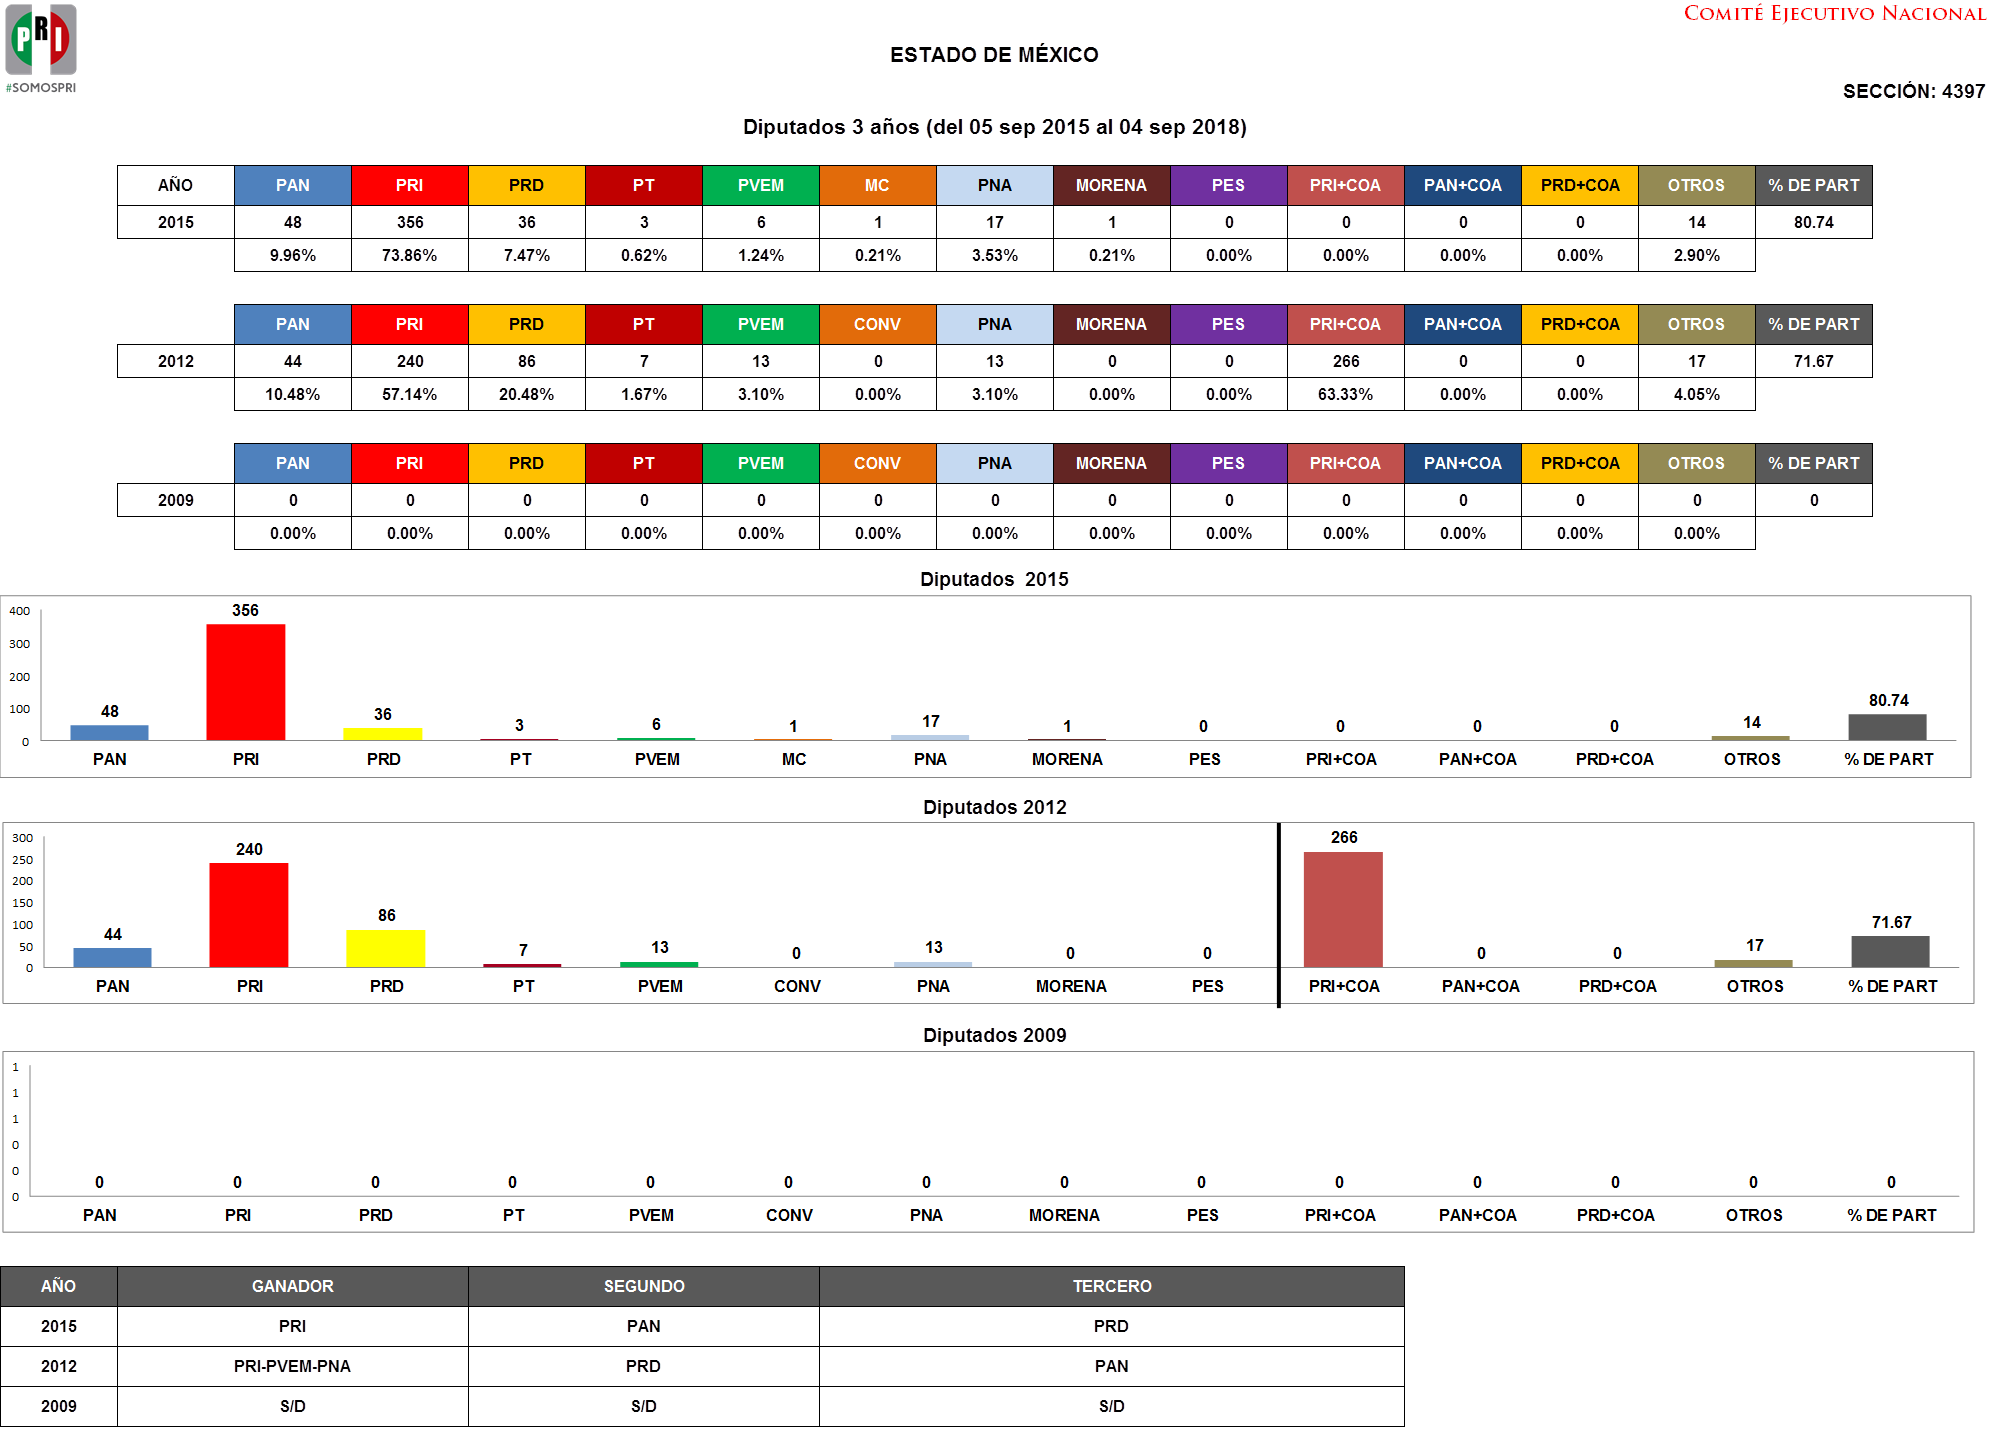 PRI
#SOMOSPRI
COMITÉ EJECUTIVO NACIONAL
ESTADO DE MÉXICO
SECCIÓN: 4397
Diputados 3 años (del 05 sep 2015 al 04 sep 2018)
AÑO PAN PRI PRD PT PVEM MC PNA MORENA PES PRI+COA PAN+COA PRD+COA OTROS % DE PART
2015 48 356 36 3 6 1 17 1 0 0 0 0 14 80.74
9.96% 73.86% 7.47% 0.62% 1.24% 0.21% 3.53% 0.21% 0.00% 0.00% 0.00% 0.00% 2.90%
PAN PRI PRD PT PVEM CONV PNA MORENA PES PRI+COA PAN+COA PRD+COA OTROS % DE PART
2012 44 240 86 7 13 0 13 0 0 266 0 0 17 71.67
10.48% 57.14% 20.48% 1.67% 3.10% 0.00% 3.10% 0.00% 0.00% 63.33% 0.00% 0.00% 4.05%
PAN PRI PRD PT PVEM CONV PNA MORENA PES PRI+COA PAN+COA PRD+COA OTROS % DE PART
2009 0 0 0 0 0 0 0 0 0 0 0 0 0 0
0.00% 0.00% 0.00% 0.00% 0.00% 0.00% 0.00% 0.00% 0.00% 0.00% 0.00% 0.00% 0.00%
Diputados 2015
400
300
200
100
0
48 356 36 3 6 1 17 1 0 0 0 0 14 80.74
PAN PRI PRD PT PVEM MC PNA MORENA PES PRI+COA PAN+COA PRD+COA OTROS % DE PART
Diputados 2012
300
250
200
150
100
50
0
44 240 86 7 13 0 13 0 0 266 0 0 17 71.67
PAN PRI PRD PT PVEM CONV PNA MORENA PES PRI+COA PAN+COA PRD+COA OTROS % DE PART
Diputados 2009
1
1
1
0
0
0
0 0 0 0 0 0 0 0 0 0 0 0 0 0
PAN PRI PRD PT PVEM CONV PNA MORENA PES PRI+COA PAN+COA PRD+COA OTROS % DE PART
AÑO GANADOR SEGUNDO TERCERO
2015 PRI PAN PRD
2012 PRI-PVEM-PNA PRD PAN
2009 S/D S/D S/D